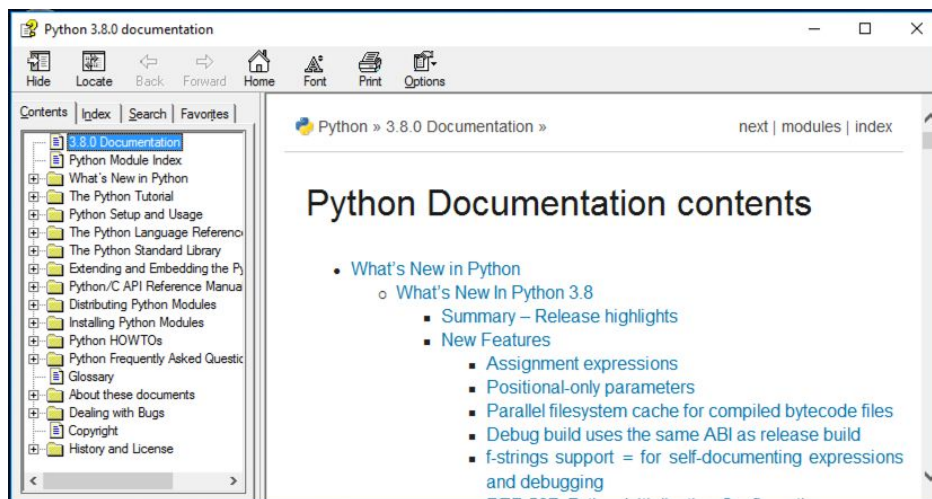 Python 3.8.0 documentation
Hide Locate Back Forward Home Font Print Options
Contents Index Search Favorites
3.8.0 Documentation
Python Module Index
What's New in Python
The Python Tutorial
Python Setup and Usage
The Python Language Referenc
The Python Standard Library
Extending and Embedding the Py
Python/C API Reference Manua
Distributing Python Modules
Installing Python Modules
Python HOWTOs
Python Frequently Asked Questic
Glossary
About these documents
Dealing with Bugs
Copyright
History and License
Python » 3.8.0 Documentation » next | modules | index
Python Documentation contents
What's New in Python
What's New In Python 3.8
Summary – Release highlights
New Features
Assignment expressions
Positional-only parameters
Parallel filesystem cache for compiled bytecode files
Debug build uses the same ABI as release build
f-strings support = for self-documenting expressions
and debugging